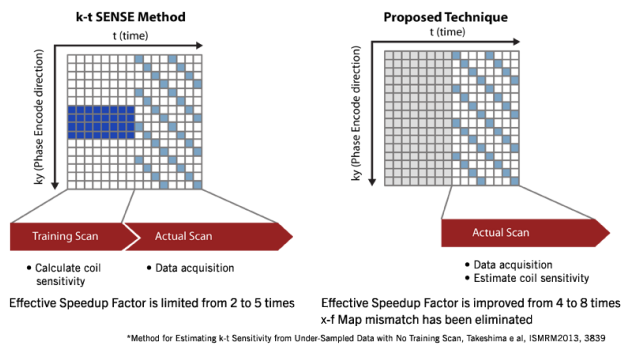 k-t SENSE Method
t (time)
ky (Phase Encode direction)
Training Scan
Actual Scan
• Calculate coil
sensitivity
• Data acquisition
Effective Speedup Factor is limited from 2 to 5 times
Proposed Technique
t (time)
ky (Phase Encode direction)
Actual Scan
• Data acquisition
• Estimate coil sensitivity
Effective Speedup Factor is improved from 4 to 8 times
x-f Map mismatch has been eliminated
*Method for Estimating k-t Sensitivity from Under-Sampled Data with No Training Scan, Takeshima et al, ISMRM2013, 3839